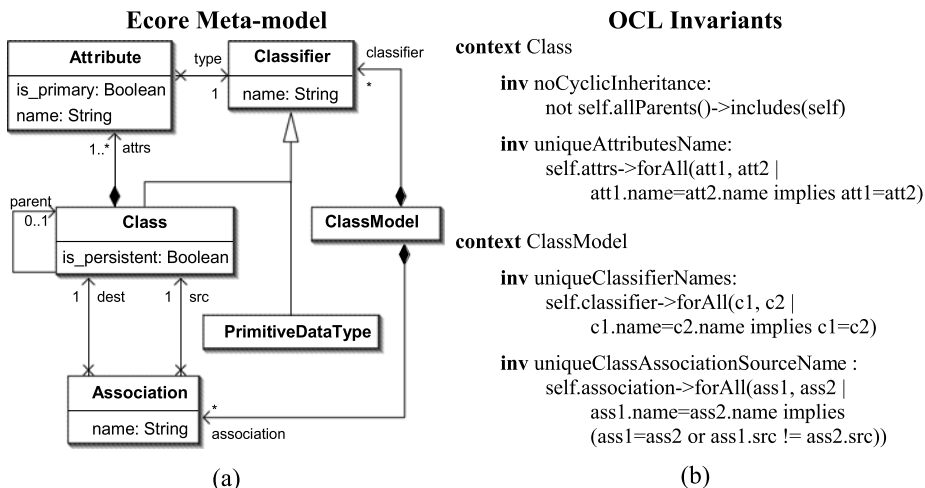 Ecore Meta-model
Attribute
is_primary: Boolean
name: String
type
1
Classifier
name: String
classifier
*
1..* attrs
parent
0..1
Class
is_persistent: Boolean
ClassModel
1 dest
1 src
PrimitiveDataType
Association
name: String
*
association
(a)
OCL Invariants
context Class
inv noCyclicInheritance:
not self.allParents()->includes(self)
inv uniqueAttributesName:
self.attrs->forAll(att1, att2 |
att1.name=att2.name implies att1=att2)
context ClassModel
inv uniqueClassifierNames:
self.classifier->forAll(c1, c2 |
c1.name=c2.name implies c1=c2)
inv uniqueClassAssociationSourceName :
self.association->forAll(ass1, ass2 |
ass1.name=ass2.name implies
(ass1=ass2 or ass1.src != ass2.src))
(b)